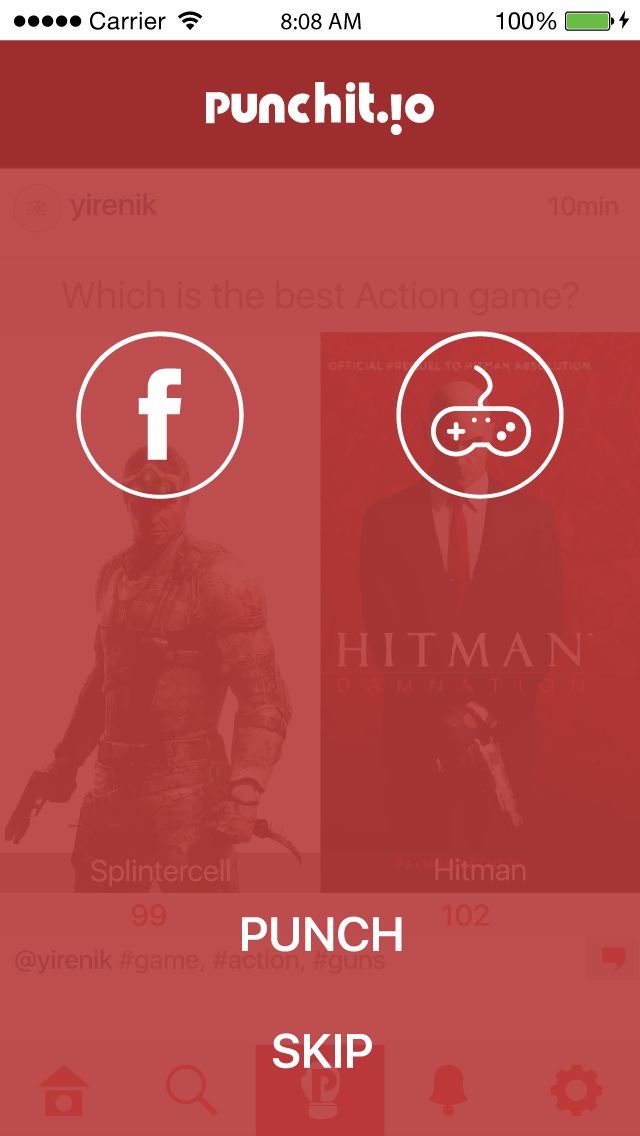 Carrier 8:08 AM 100%
punchit.io
yirenik 10min
Which is the best Action game?
f
OFFICIAL PREQUEL TO HITMAN ABSOLUTION
HITMAN™
DAMNATION
Splintercell Hitman
99 102
PUNCH
@yirenik #game, #action, #guns
SKIP
P